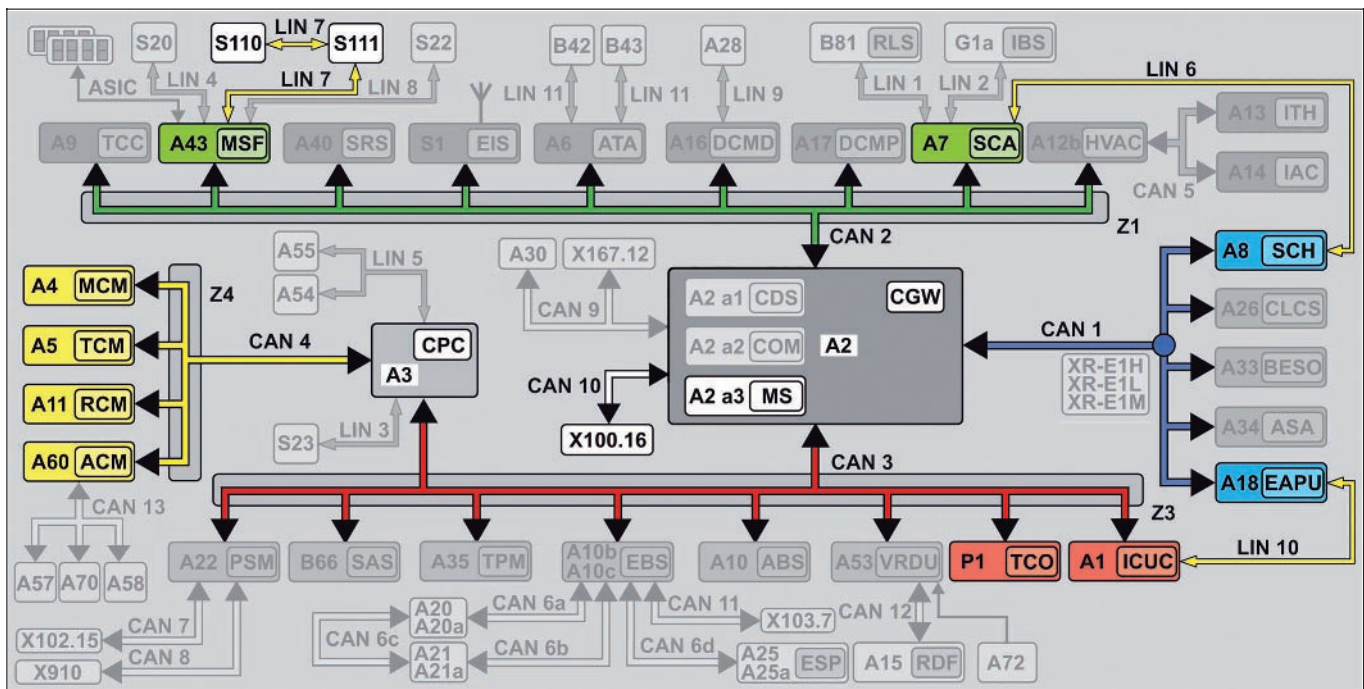 S20
S110
LIN 7
S111
S22
B42
B43
A28
B81 RLS
G1a IBS
ASIC
LIN 4
LIN 7
LIN 8
LIN 11
LIN 11
LIN 9
LIN 1
LIN 2
LIN 6
A9 TCC
A43 MSF
A40 SRS
S1 EIS
A6 ATA
A16 DCMD
A17 DCMP
A7 SCA
A12b HVAC
A13 ITH
A14 IAC
CAN 5
Z1
CAN 2
A55
A54
LIN 5
A30
X167.12
CAN 9
A8 SCH
A4 MCM
Z4
A2 a1 CDS
CGW
A26 CLCS
A5 TCM
CAN 4
CPC
A3
A2 a2 COM
A2
CAN 1
XR-E1H
XR-E1L
XR-E1M
A33 BESO
A11 RCM
CAN 10
A2 a3 MS
A34 ASA
A60 ACM
S23
LIN 3
X100.16
CAN 3
A18 EAPU
CAN 13
Z3
LIN 10
A57
A70
A58
A22 PSM
B66 SAS
A35 TPM
A10b
A10c
EBS
A10 ABS
A53 VRDU
P1 TCO
A1 ICUC
X102.15
CAN 7
X910
CAN 8
CAN 6c
A20
A20a
CAN 6a
A21
A21a
CAN 6b
CAN 11
X103.7
CAN 6d
A25
A25a
ESP
CAN 12
A15 RDF
A72